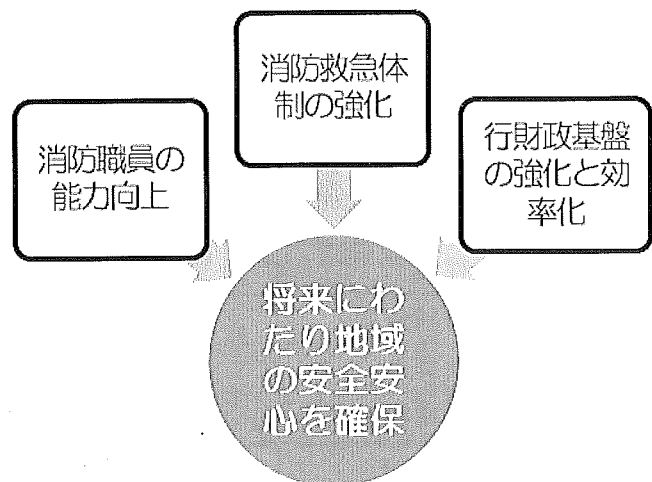 消防救急体
制の強化
消防職員の
能力向上
行財政基盤
の強化と効
率化
将来にわ
たり地域
の安全安
心を確保